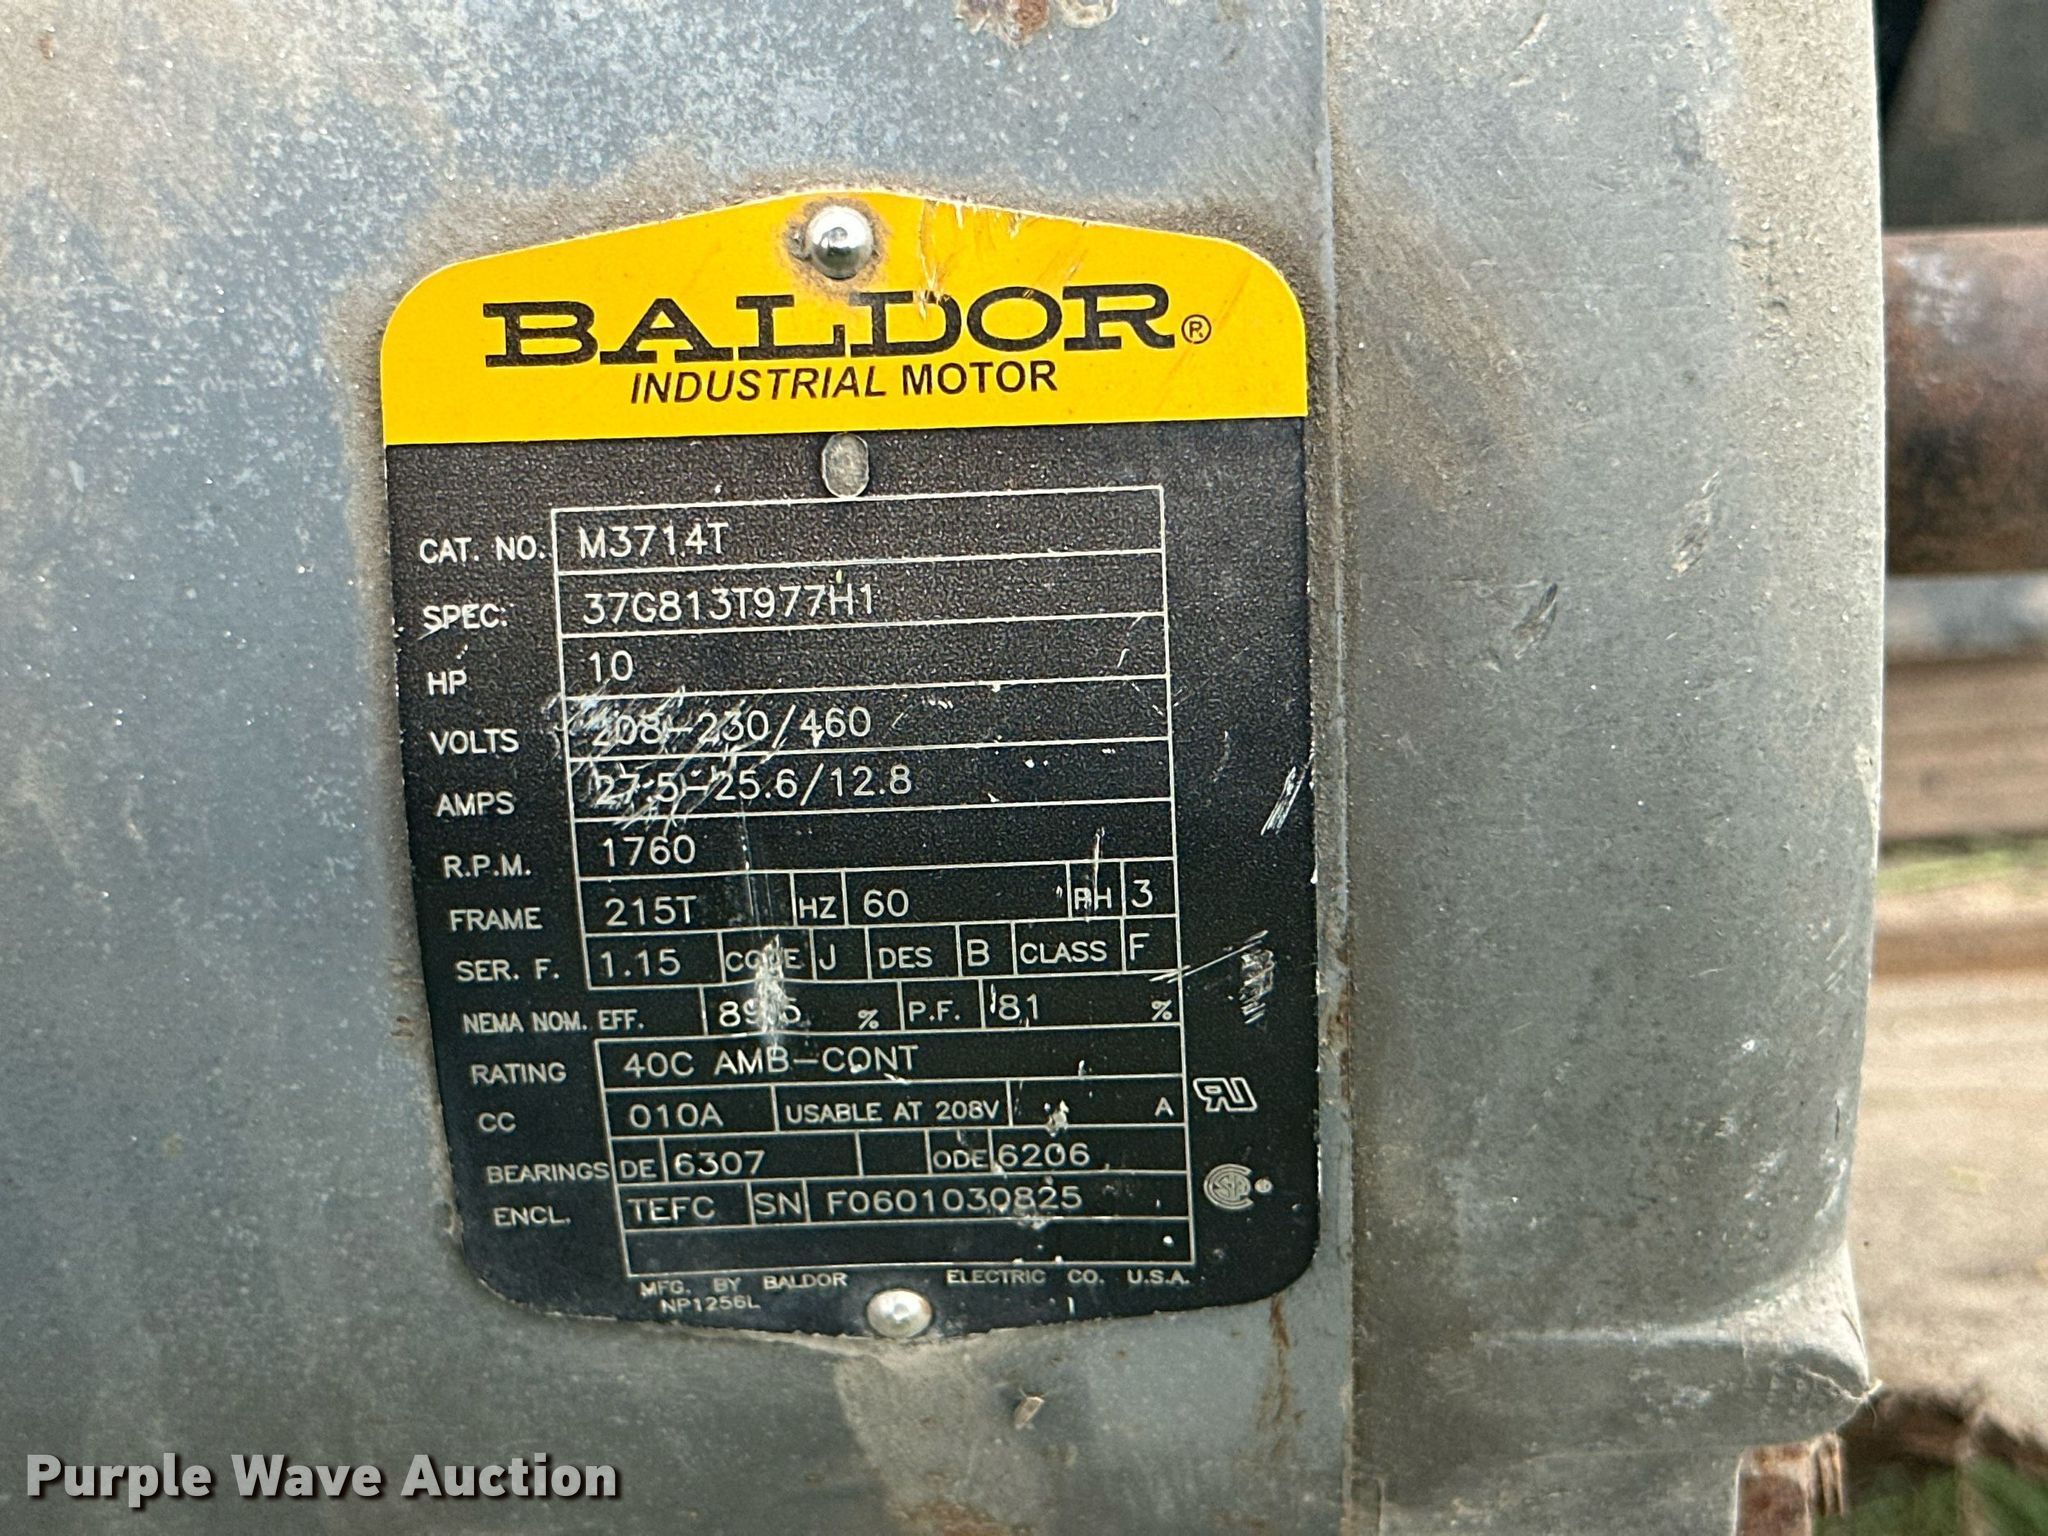 BALDOR®
INDUSTRIAL MOTOR
CAT. NO. M3714T
SPEC. 37G813T977H1
HP 10
VOLTS 208-230/460
AMPS 27.5-25.6/12.8
R.P.M. 1760
FRAME 215T HZ 60 PH 3
SER. F. 1.15 CODE J DES B CLASS F
NEMA NOM. EFF. 89.5 % P.F. 81 %
RATING 40C AMB-CONT
CC 010A USABLE AT 208V A
BEARINGS DE 6307 ODE 6206
ENCL. TEFC SN F0601030825
MFG. BY BALDOR ELECTRIC CO. U.S.A.
NP1256L
Purple Wave Auction